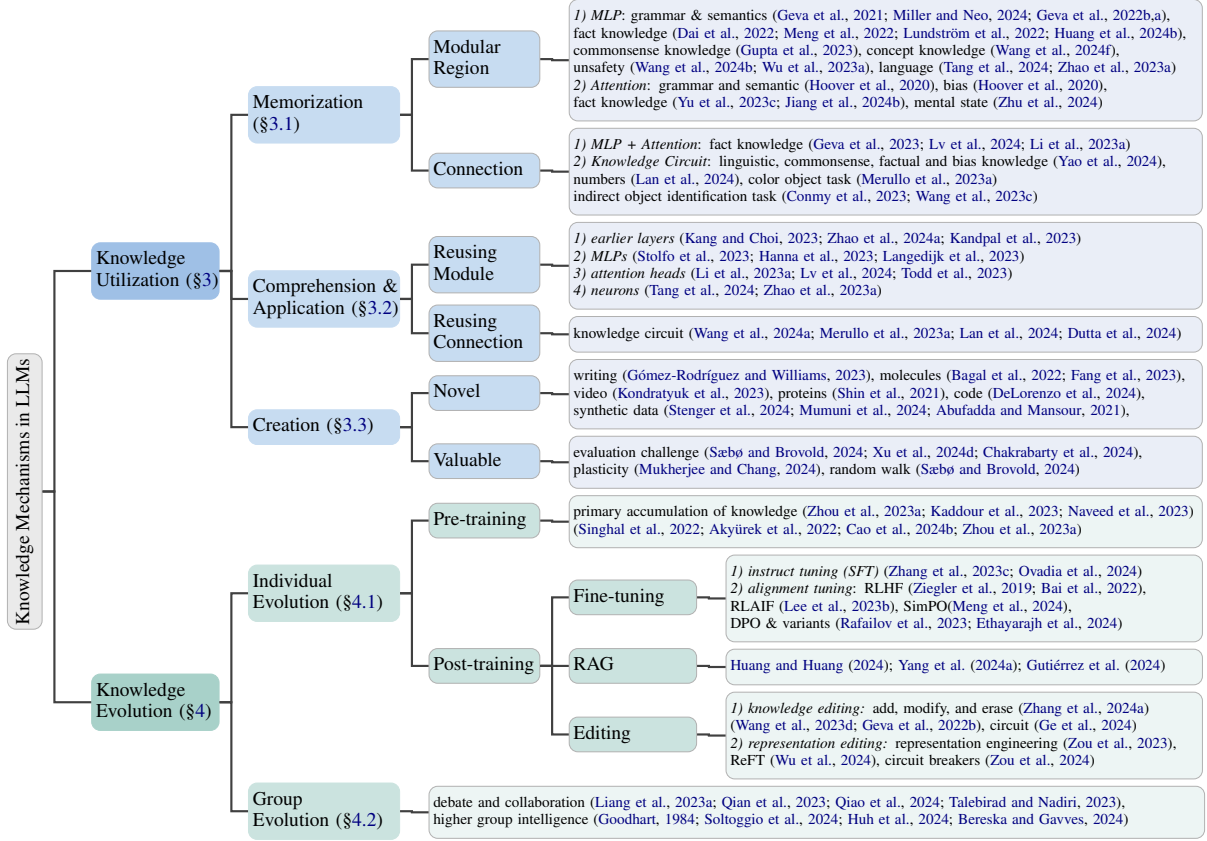 Knowledge Mechanisms in LLMs
Knowledge
Utilization (§3)
Memorization
(§3.1)
Modular
Region
1) MLP: grammar & semantics (Geva et al., 2021; Miller and Neo, 2024; Geva et al., 2022b,a),
fact knowledge (Dai et al., 2022; Meng et al., 2022; Lundström et al., 2022; Huang et al., 2024b),
commonsense knowledge (Gupta et al., 2023), concept knowledge (Wang et al., 2024f),
unsafety (Wang et al., 2024b; Wu et al., 2023a), language (Tang et al., 2024; Zhao et al., 2023a)
2) Attention: grammar and semantic (Hoover et al., 2020), bias (Hoover et al., 2020),
fact knowledge (Yu et al., 2023c; Jiang et al., 2024b), mental state (Zhu et al., 2024)
Connection
1) MLP + Attention: fact knowledge (Geva et al., 2023; Lv et al., 2024; Li et al., 2023a)
2) Knowledge Circuit: linguistic, commonsense, factual and bias knowledge (Yao et al., 2024),
numbers (Lan et al., 2024), color object task (Merullo et al., 2023a)
indirect object identification task (Conmy et al., 2023; Wang et al., 2023c)
Comprehension &
Application (§3.2)
Reusing
Module
1) earlier layers (Kang and Choi, 2023; Zhao et al., 2024a; Kandpal et al., 2023)
2) MLPs (Stolfo et al., 2023; Hanna et al., 2023; Langedijk et al., 2023)
3) attention heads (Li et al., 2023a; Lv et al., 2024; Todd et al., 2023)
4) neurons (Tang et al., 2024; Zhao et al., 2023a)
Reusing
Connection
knowledge circuit (Wang et al., 2024a; Merullo et al., 2023a; Lan et al., 2024; Dutta et al., 2024)
Creation (§3.3)
Novel
writing (Gómez-Rodríguez and Williams, 2023), molecules (Bagal et al., 2022; Fang et al., 2023),
video (Kondratyuk et al., 2023), proteins (Shin et al., 2021), code (DeLorenzo et al., 2024),
synthetic data (Stenger et al., 2024; Mumuni et al., 2024; Abufadda and Mansour, 2021),
Valuable
evaluation challenge (Sæbø and Brovold, 2024; Xu et al., 2024d; Chakrabarty et al., 2024),
plasticity (Mukherjee and Chang, 2024), random walk (Sæbø and Brovold, 2024)
Knowledge
Evolution (§4)
Individual
Evolution (§4.1)
Pre-training
primary accumulation of knowledge (Zhou et al., 2023a; Kaddour et al., 2023; Naveed et al., 2023)
(Singhal et al., 2022; Akyürek et al., 2022; Cao et al., 2024b; Zhou et al., 2023a)
Post-training
Fine-tuning
1) instruct tuning (SFT) (Zhang et al., 2023c; Ovadia et al., 2024)
2) alignment tuning: RLHF (Ziegler et al., 2019; Bai et al., 2022),
RLAIF (Lee et al., 2023b), SimPO(Meng et al., 2024),
DPO & variants (Rafailov et al., 2023; Ethayarajh et al., 2024)
RAG
Huang and Huang (2024); Yang et al. (2024a); Gutiérrez et al. (2024)
Editing
1) knowledge editing: add, modify, and erase (Zhang et al., 2024a)
(Wang et al., 2023d; Geva et al., 2022b), circuit (Ge et al., 2024)
2) representation editing: representation engineering (Zou et al., 2023),
ReFT (Wu et al., 2024), circuit breakers (Zou et al., 2024)
Group
Evolution (§4.2)
debate and collaboration (Liang et al., 2023a; Qian et al., 2023; Qiao et al., 2024; Talebirad and Nadiri, 2023),
higher group intelligence (Goodhart, 1984; Soltoggio et al., 2024; Huh et al., 2024; Bereska and Gavves, 2024)